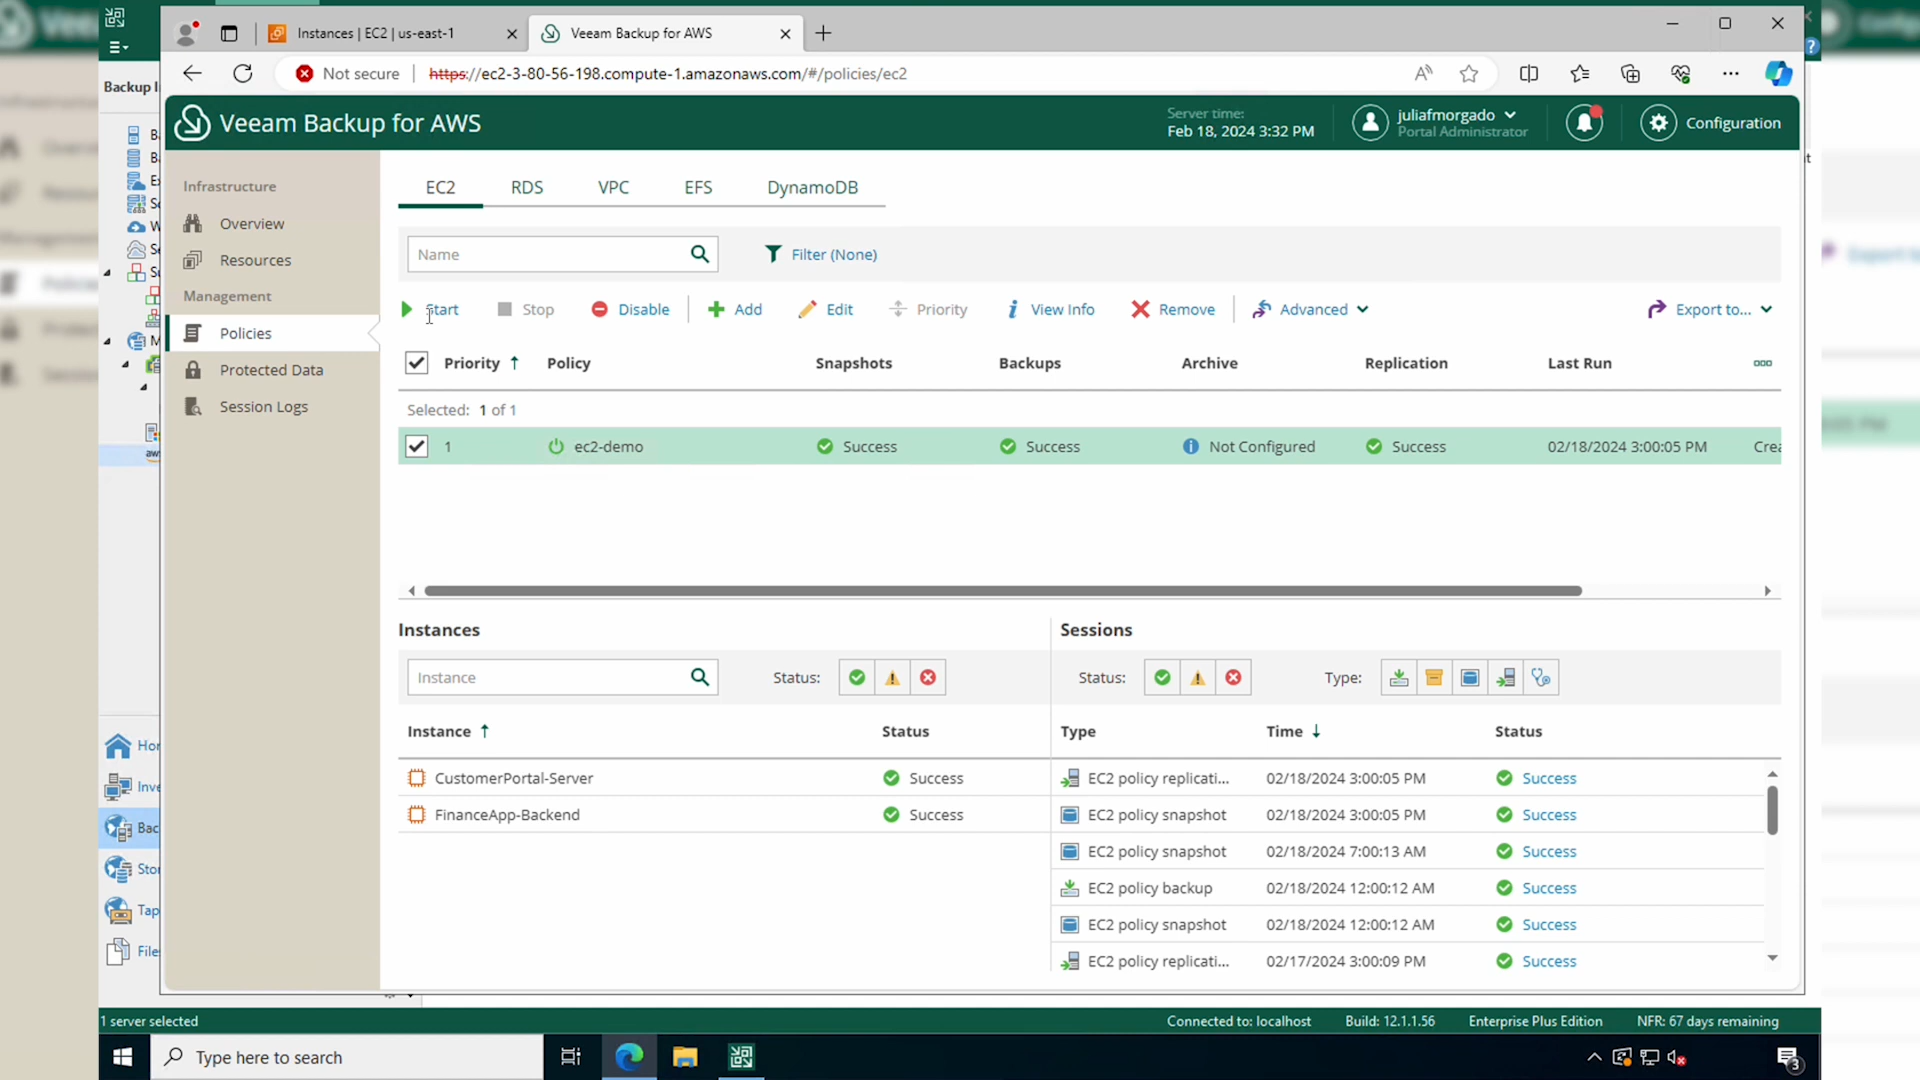 Instances | EC2 | us-east-1
Veeam Backup for AWS
Not secure
https://ec2-3-80-56-198.compute-1.amazonaws.com/#/policies/ec2
Backup I
Veeam Backup for AWS
Server time:
Feb 18, 2024 3:32 PM
juliafmorgado
Portal Administrator
Configuration
Infrastructure
Overview
Resources
Management
Policies
Protected Data
Session Logs
EC2 RDS VPC EFS DynamoDB
Name
Filter (None)
Start Stop Disable Add Edit Priority View Info Remove Advanced Export to...
Priority Policy Snapshots Backups Archive Replication Last Run
Selected: 1 of 1
1 ec2-demo Success Success Not Configured Success 02/18/2024 3:00:05 PM Crea
Instances
Instance
Status:
Instance Status
CustomerPortal-Server Success
FinanceApp-Backend Success
Sessions
Status: Type:
Type Time Status
EC2 policy replicati... 02/18/2024 3:00:05 PM Success
EC2 policy snapshot 02/18/2024 3:00:05 PM Success
EC2 policy snapshot 02/18/2024 7:00:13 AM Success
EC2 policy backup 02/18/2024 12:00:12 AM Success
EC2 policy snapshot 02/18/2024 12:00:12 AM Success
EC2 policy replicati... 02/17/2024 3:00:09 PM Success
Hor
Inve
Bac
Sto
Tap
File
1 server selected
Connected to: localhost Build: 12.1.1.56 Enterprise Plus Edition NFR: 67 days remaining
Type here to search
3